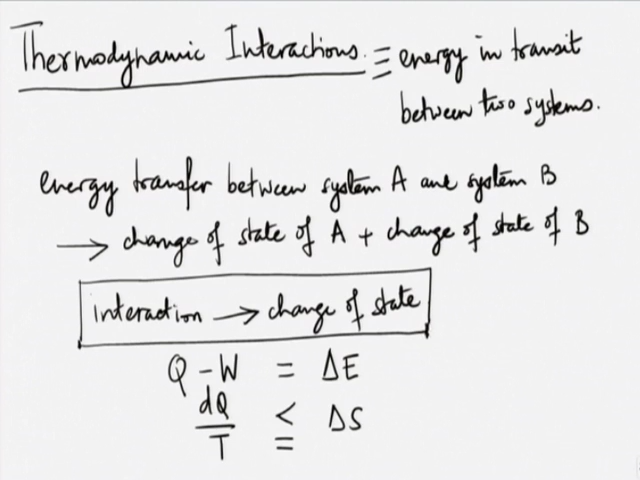 Thermodynamic Interactions. ≡ energy in transit
between two systems.
energy transfer between system A and system B
→ change of state of A + change of state of B
interaction → change of state
Q - W = ΔE
dQ/T ≤ ΔS